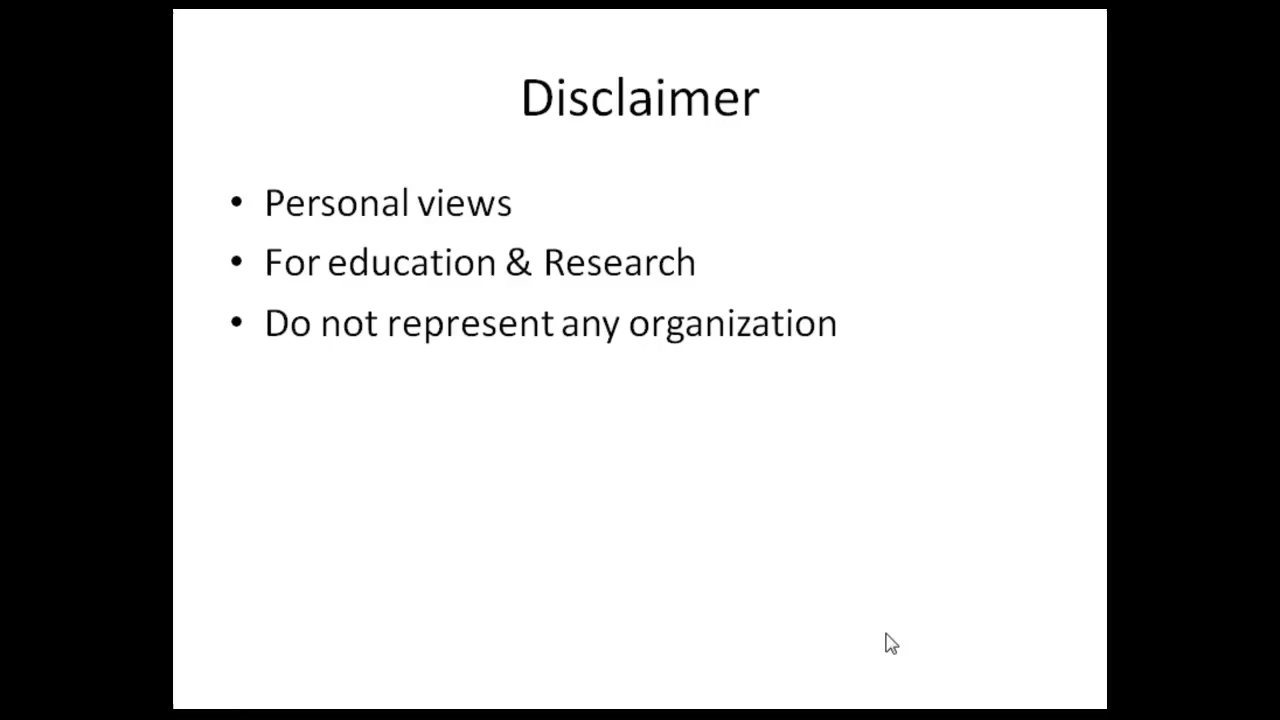 Disclaimer
• Personal views
• For education & Research
• Do not represent any organization